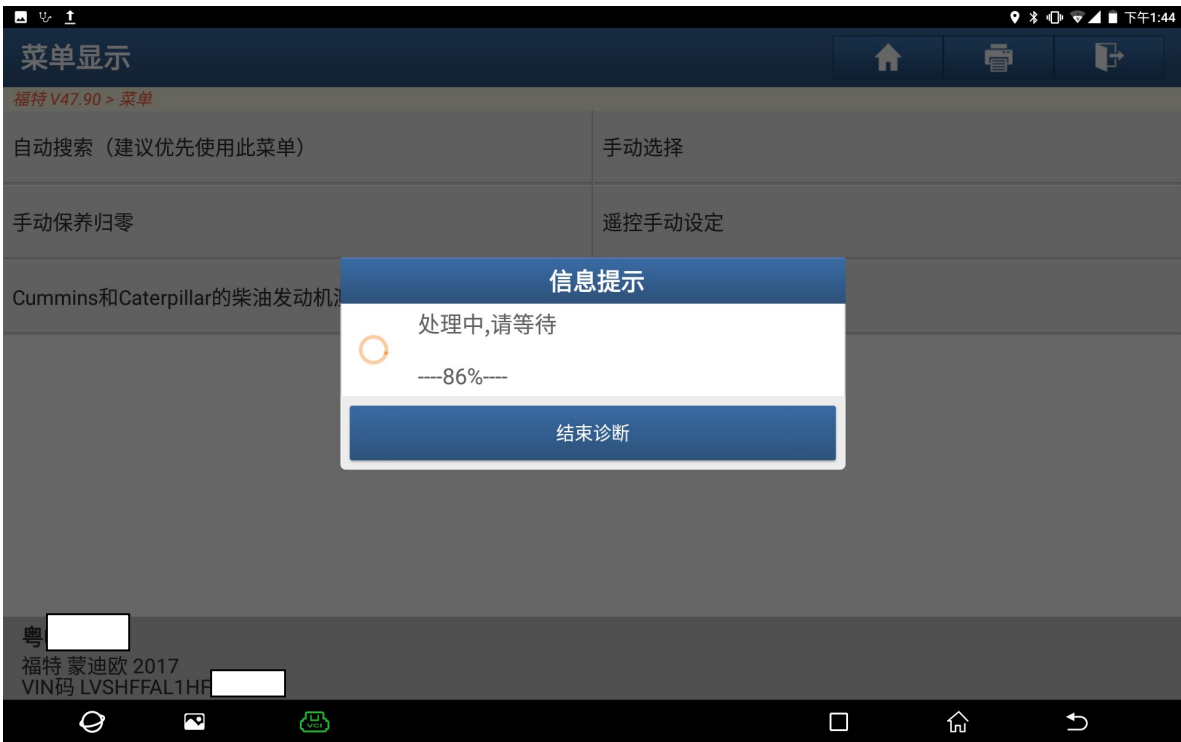 下午1:44
菜单显示
福特 V47.90 > 菜单
自动搜索（建议优先使用此菜单）
手动选择
手动保养归零
遥控手动设定
Cummins和Caterpillar的柴油发动机
信息提示
处理中,请等待
----86%----
结束诊断
粤
福特 蒙迪欧 2017
VIN码 LVSHFFAL1HF
VCI